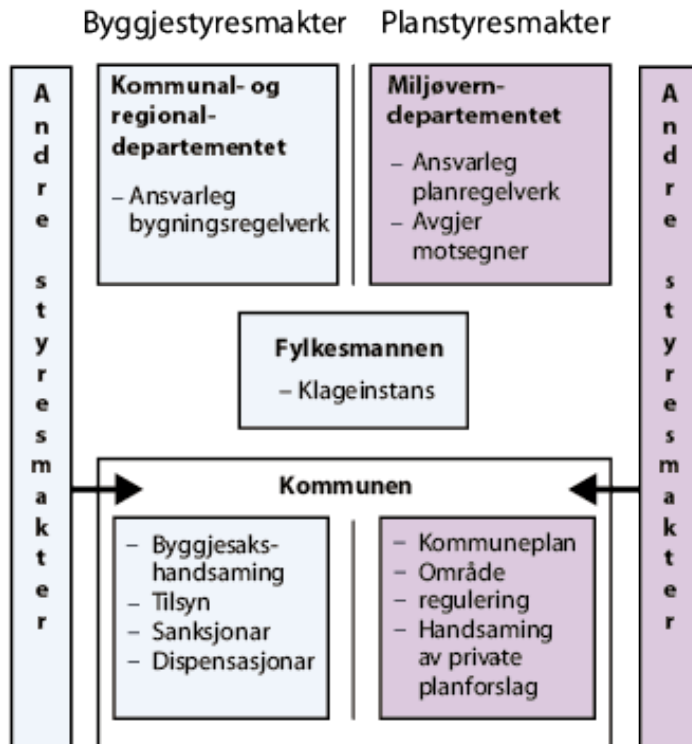 Byggjestyresmakter
Planstyresmakter
Andre styresmakter
Kommunal- og
regional-
departementet
– Ansvarleg
bygningsregelverk
Miljøvern-
departementet
– Ansvarleg
planregelverk
– Avgjer
motsegner
Andre styresmakter
Fylkesmannen
– Klageinstans
Kommunen
– Byggjesaks-
handsaming
– Tilsyn
– Sanksjonar
– Dispensasjonar
– Kommuneplan
– Område
– regulering
– Handsaming
av private
planforslag